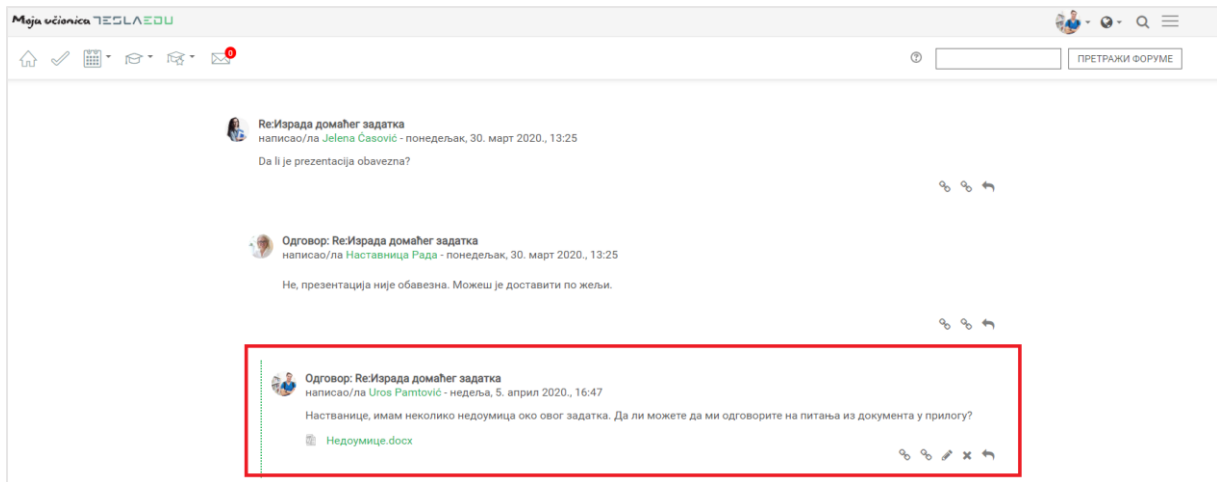 Moja učionica TESLAEDU
0
ПРЕТРАЖИ ФОРУМЕ
Re:Израда домаћег задатка
написао/ла Jelena Ćasović - понедељак, 30. март 2020., 13:25
Da li je prezentacija obavezna?
Одговор: Re:Израда домаћег задатка
написао/ла Наставница Рада - понедељак, 30. март 2020., 13:25
Не, презентација није обавезна. Можеш је доставити по жељи.
Одговор: Re:Израда домаћег задатка
написао/ла Uros Pamtović - недеља, 5. април 2020., 16:47
Настванице, имам неколико недоумица око овог задатка. Да ли можете да ми одговорите на питања из документа у прилогу?
Недоумице.docx